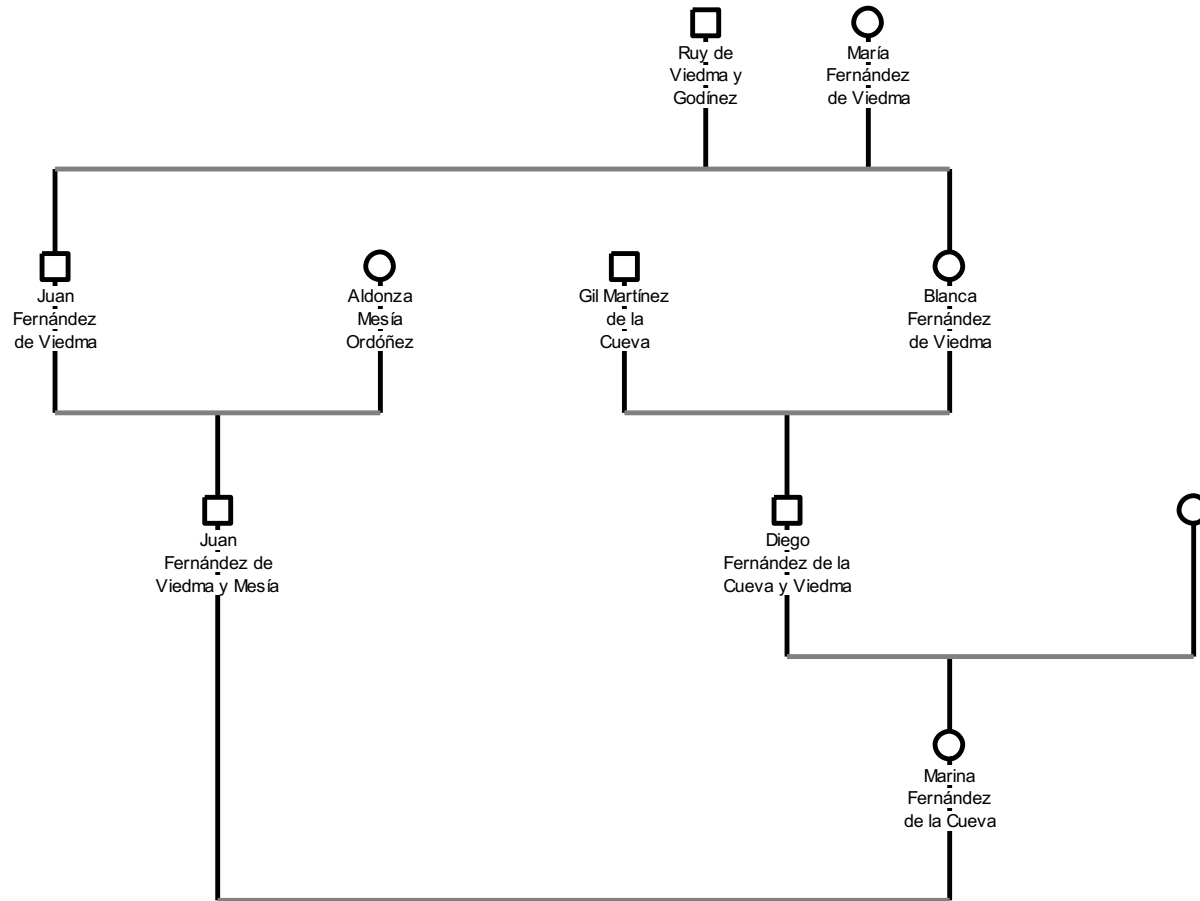 Ruy de
Viedma y
Godínez
María
Fernández
de Viedma
Juan
Fernández
de Viedma
Aldonza
Mesía
Ordóñez
Gil Martínez
de la
Cueva
Blanca
Fernández
de Viedma
Juan
Fernández de
Viedma y Mesía
Diego
Fernández de la
Cueva y Viedma
Marina
Fernández
de la Cueva